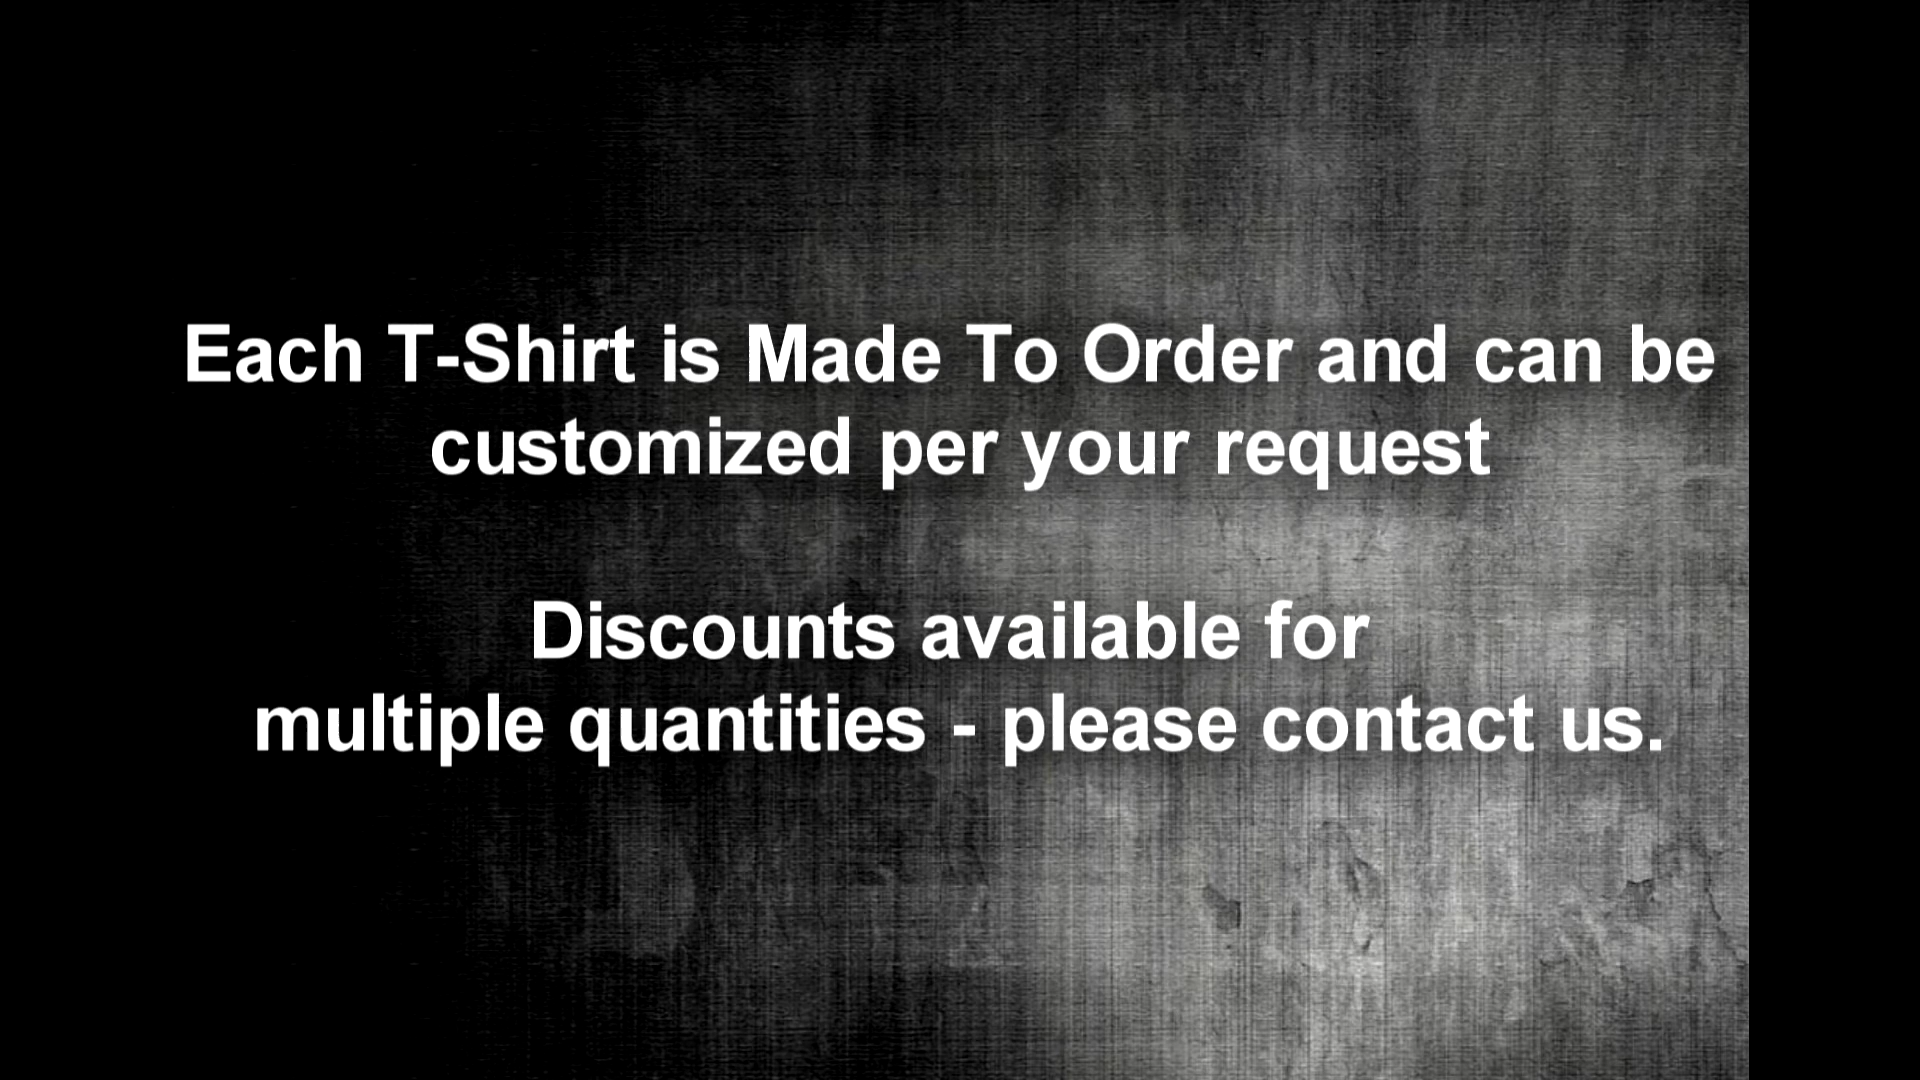 Each T-Shirt is Made To Order and can be
customized per your request
Discounts available for
multiple quantities - please contact us.